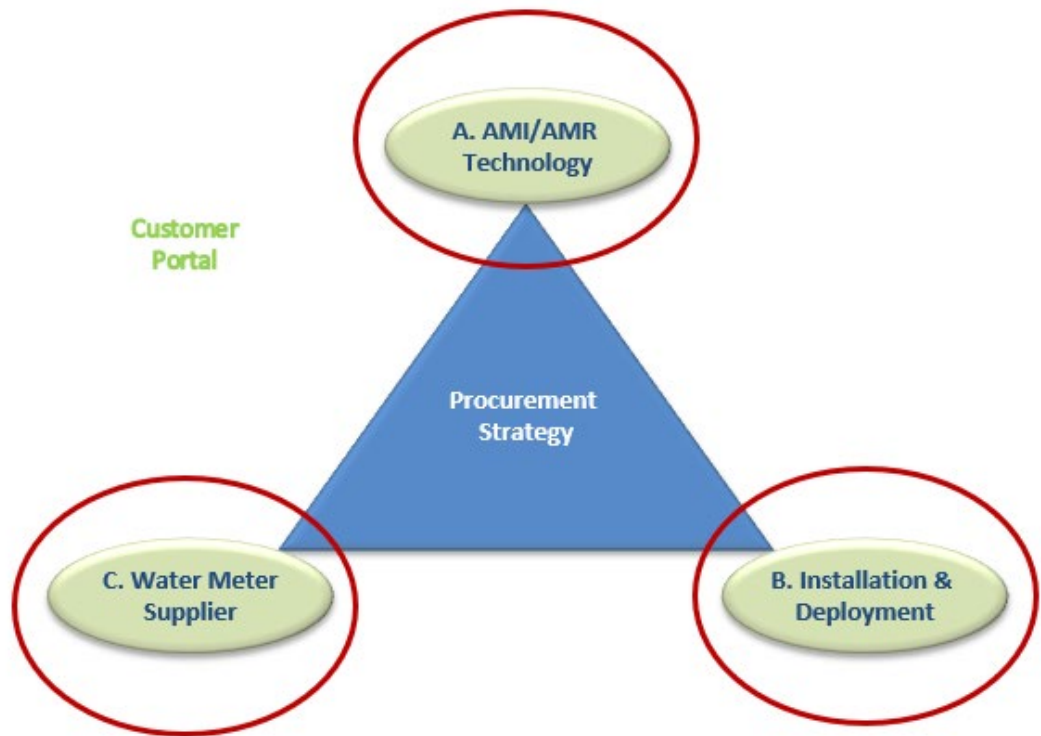 A. AMI/AMR
Technology
Customer
Portal
Procurement
Strategy
C. Water Meter
Supplier
B. Installation &
Deployment